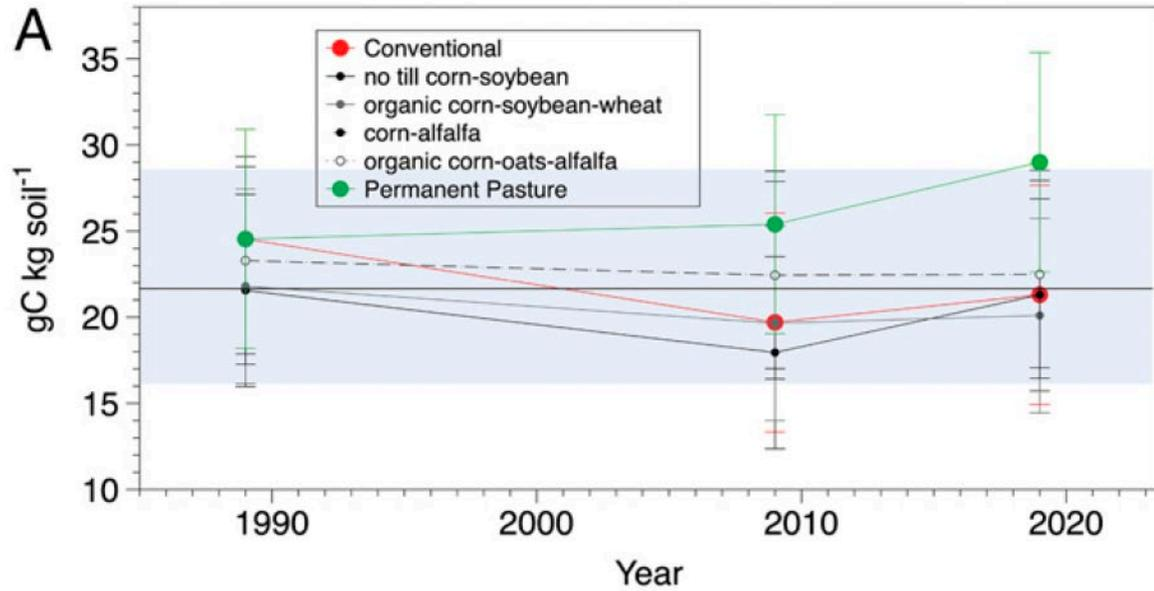 A
Conventional
no till corn-soybean
organic corn-soybean-wheat
corn-alfalfa
organic corn-oats-alfalfa
Permanent Pasture
35
30
25
20
15
10
gC kg soil⁻¹
1990 2000 2010 2020
Year